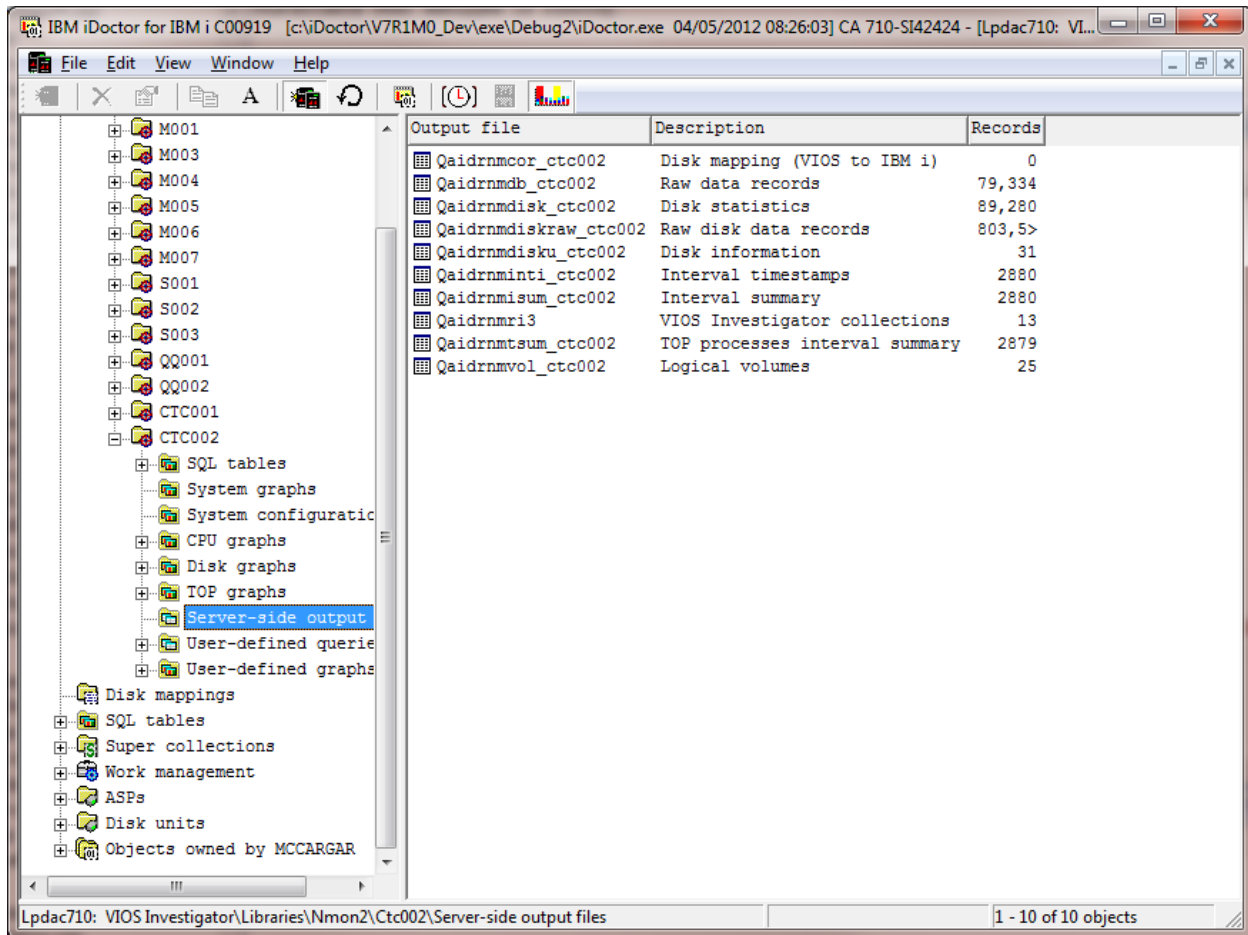 IBM iDoctor for IBM i C00919 [c:\iDoctor\V7R1M0_Dev\exe\Debug2\iDoctor.exe 04/05/2012 08:26:03] CA 710-SI42424 - [Lpdac710: VI...
File Edit View Window Help
M001
M003
M004
M005
M006
M007
S001
S002
S003
QQ001
QQ002
CTC001
CTC002
SQL tables
System graphs
System configuratic
CPU graphs
Disk graphs
TOP graphs
Server-side output
User-defined querie
User-defined graphs
Disk mappings
SQL tables
Super collections
Work management
ASPs
Disk units
Objects owned by MCCARGAR
Output file Description Records
Qaidrnmcor_ctc002 Disk mapping (VIOS to IBM i) 0
Qaidrnmdb_ctc002 Raw data records 79,334
Qaidrnmdisk_ctc002 Disk statistics 89,280
Qaidrnmdiskraw_ctc002 Raw disk data records 803,5>
Qaidrnmdisku_ctc002 Disk information 31
Qaidrnminti_ctc002 Interval timestamps 2880
Qaidrnmisum_ctc002 Interval summary 2880
Qaidrnmri3 VIOS Investigator collections 13
Qaidrnmtsum_ctc002 TOP processes interval summary 2879
Qaidrnmvol_ctc002 Logical volumes 25
Lpdac710: VIOS Investigator\Libraries\Nmon2\Ctc002\Server-side output files
1 - 10 of 10 objects